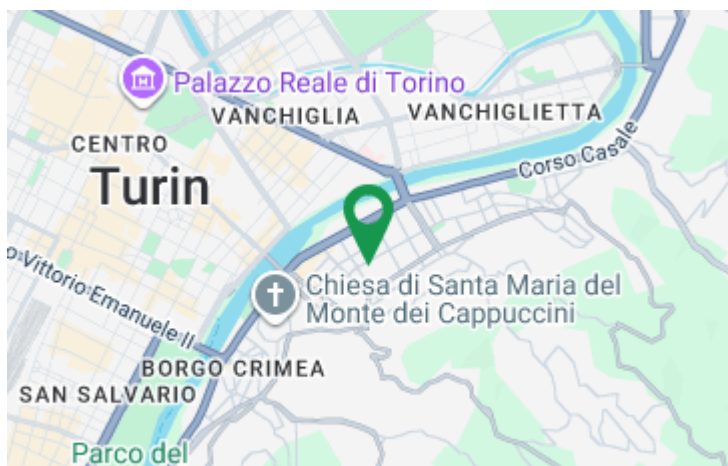 Palazzo Reale di Torino
VANCHIGLIA
VANCHIGLIETTA
CENTRO
Turin
Corso Casale
o Vittorio Emanuele II
Chiesa di Santa Maria del
Monte dei Cappuccini
BORGO CRIMEA
SAN SALVARIO
Parco del